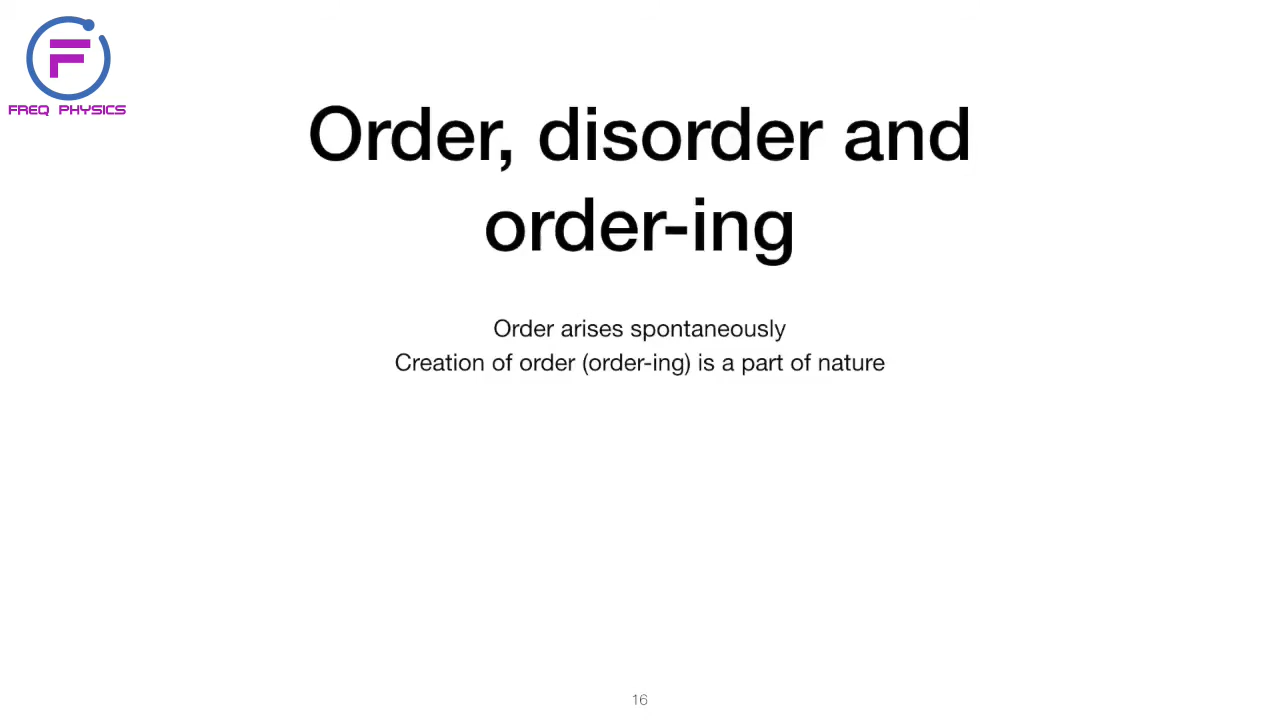 F
FREQ PHYSICS
Order, disorder and
order-ing
Order arises spontaneously
Creation of order (order-ing) is a part of nature
16